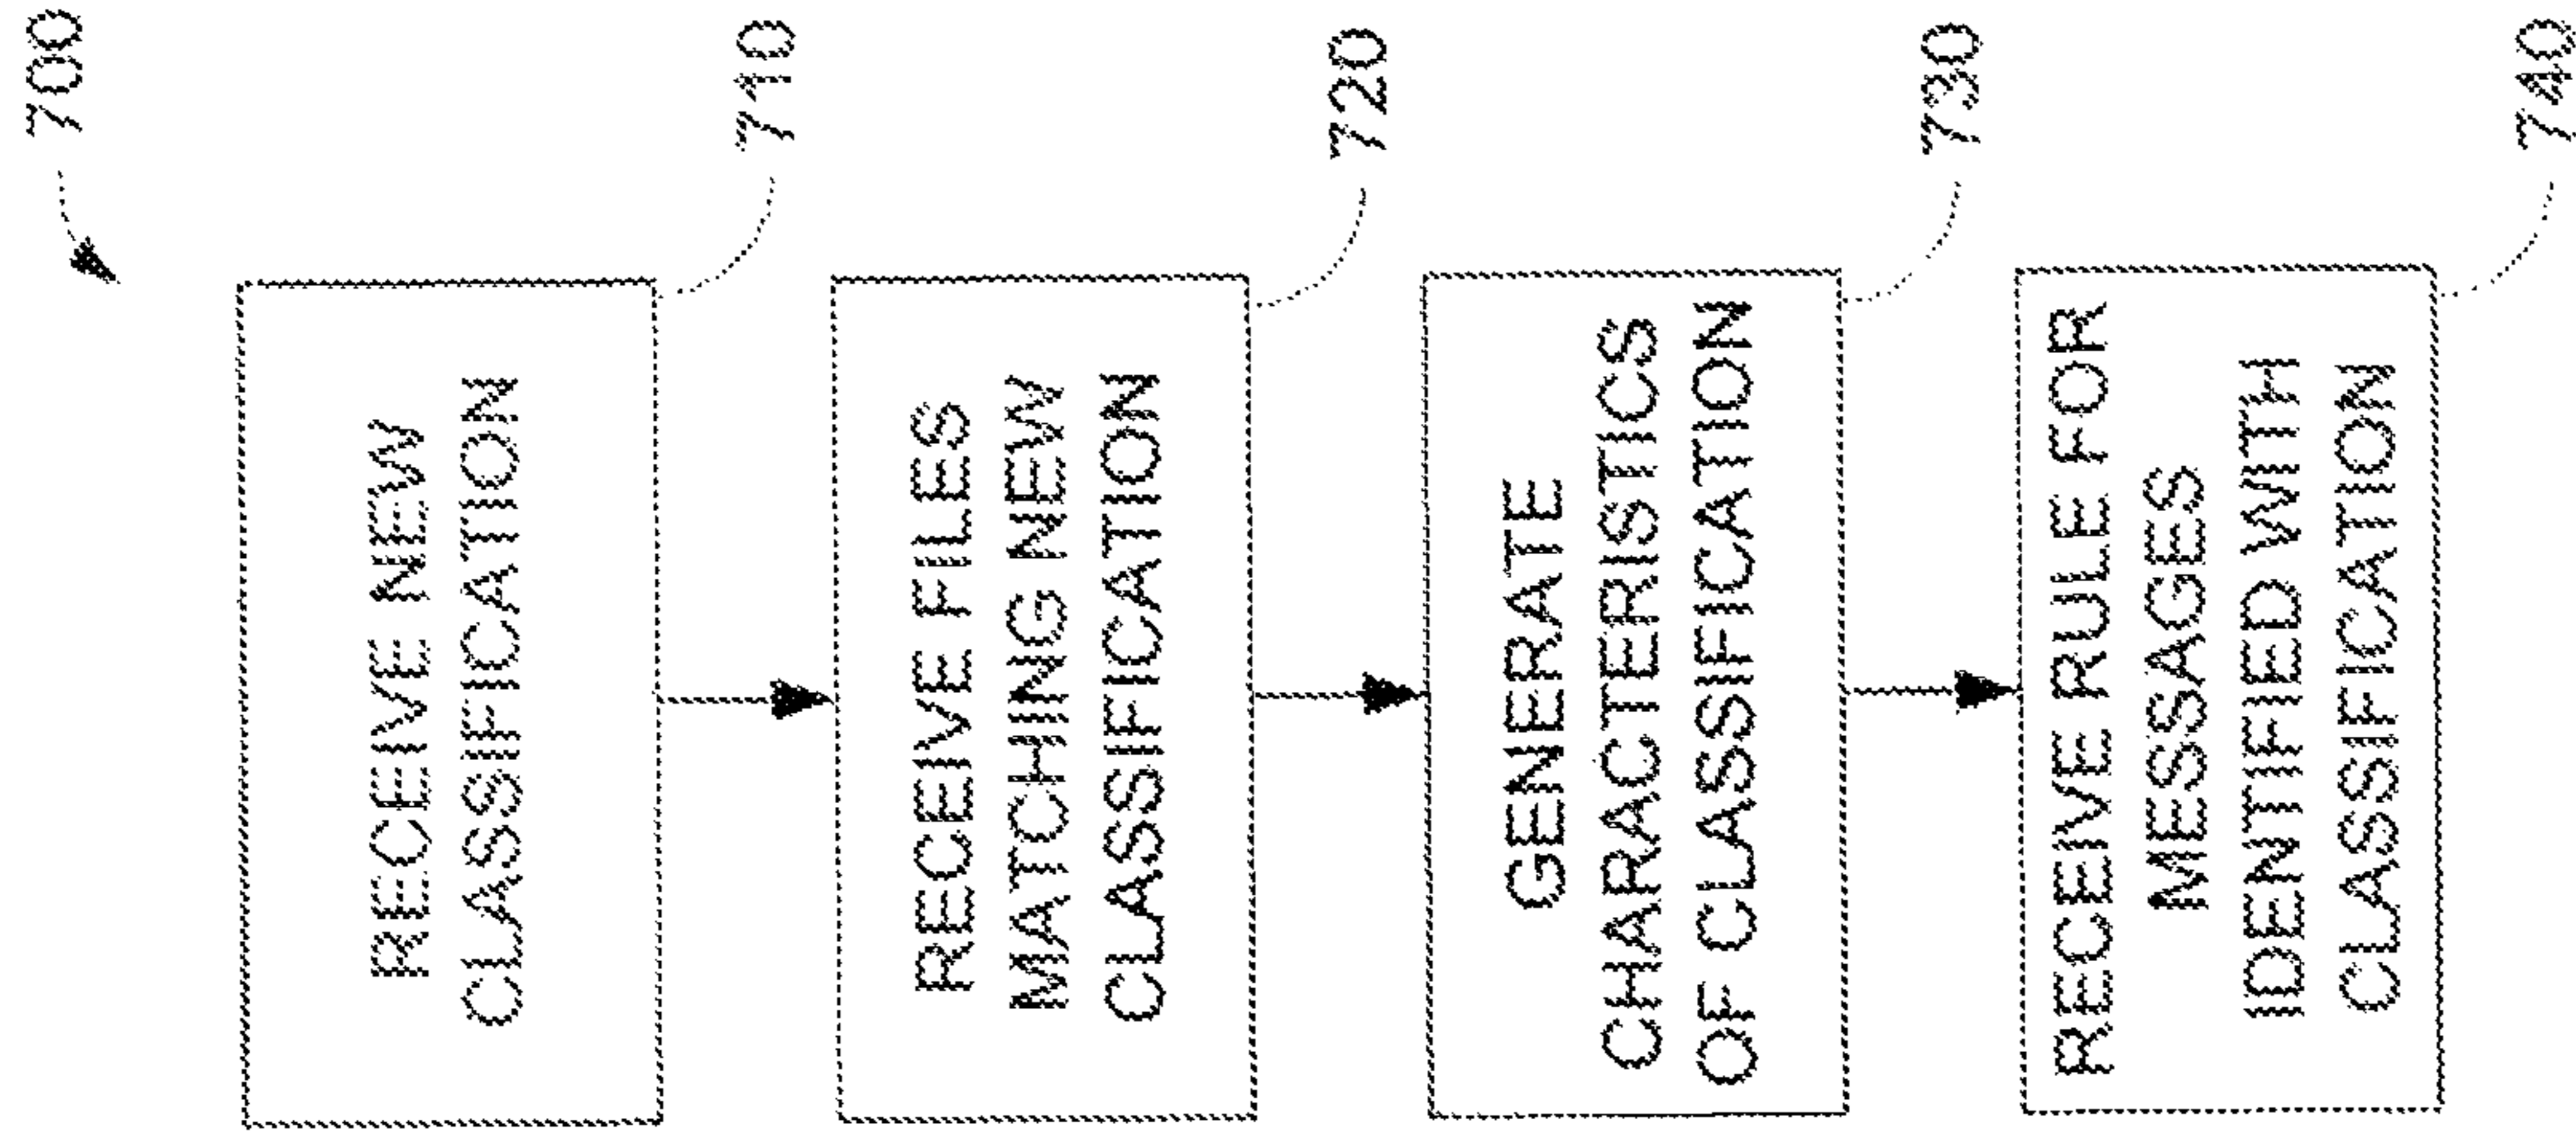 700
RECEIVE NEW
CLASSIFICATION
710
RECEIVE FILES
MATCHING NEW
CLASSIFICATION
720
GENERATE
CHARACTERISTICS
OF CLASSIFICATION
730
RECEIVE RULE FOR
MESSAGES
IDENTIFIED WITH
CLASSIFICATION
740